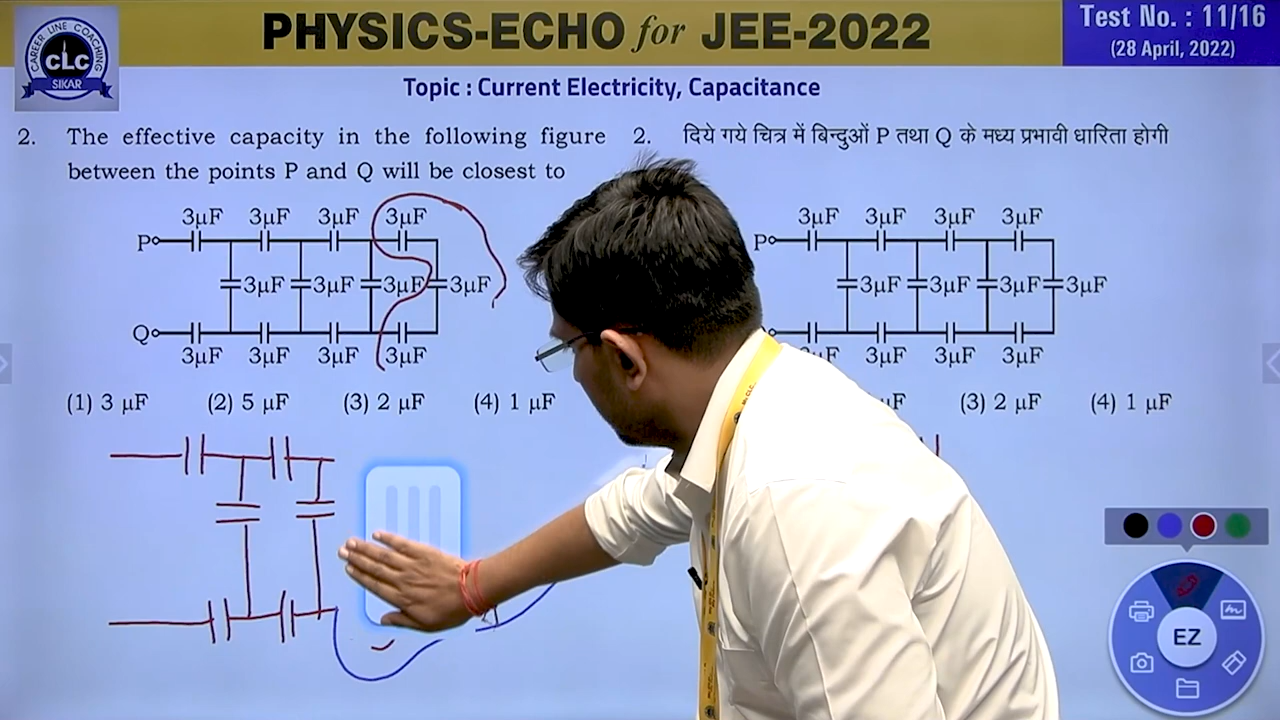 CAREER LINE COACHING
CLC
SIKAR
PHYSICS-ECHO for JEE-2022
Test No. : 11/16
(28 April, 2022)
Topic : Current Electricity, Capacitance
2. The effective capacity in the following figure
between the points P and Q will be closest to
3μF 3μF 3μF 3μF
P
3μF 3μF 3μF 3μF
Q
3μF 3μF 3μF 3μF
(1) 3 μF (2) 5 μF (3) 2 μF (4) 1 μF
2. दिये गये चित्र में बिन्दुओं P तथा Q के मध्य प्रभावी धारिता होगी
3μF 3μF 3μF 3μF
P
3μF 3μF 3μF 3μF
3μF 3μF 3μF
(3) 2 μF (4) 1 μF
EZ